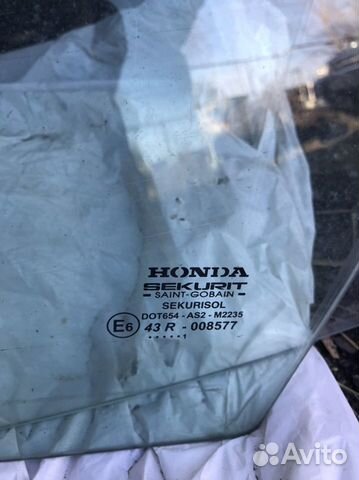 HONDA
SEKURIT
SAINT-GOBAIN
SEKURISOL
DOT654 - AS2 - M2235
E6 43 R - 008577
•••••1
Avito